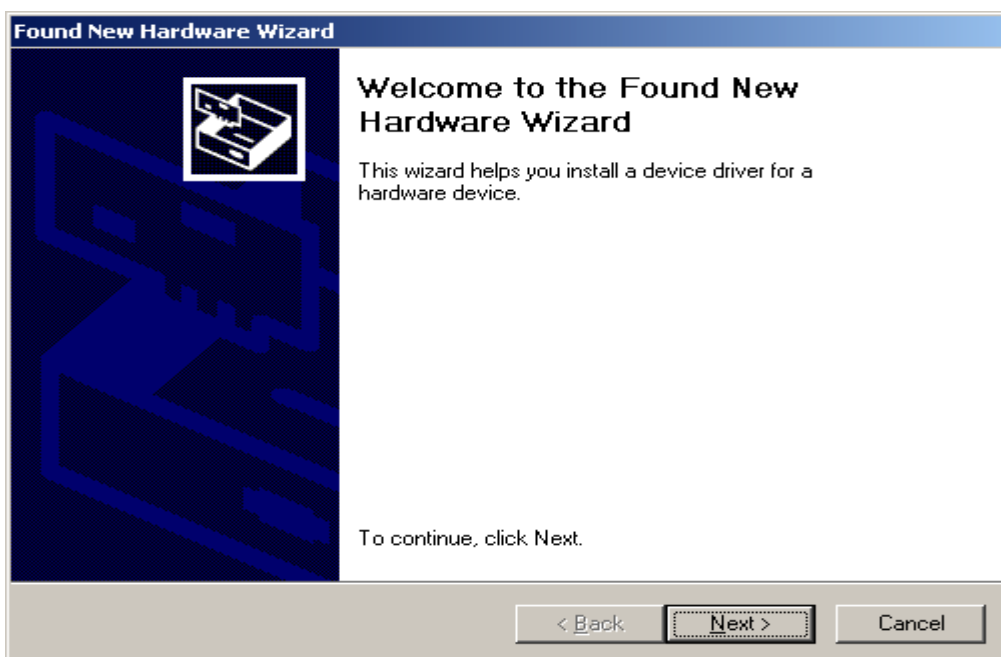 Found New Hardware Wizard
Welcome to the Found New
Hardware Wizard
This wizard helps you install a device driver for a
hardware device.
To continue, click Next.
< Back
Next >
Cancel